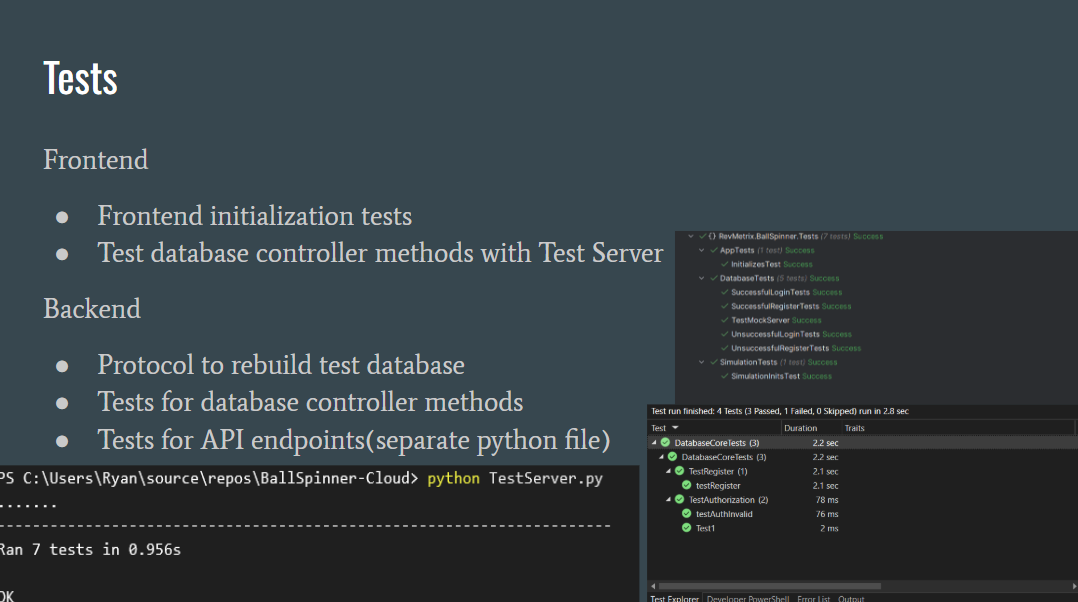 Tests
Frontend
● Frontend initialization tests
● Test database controller methods with Test Server
Backend
● Protocol to rebuild test database
● Tests for database controller methods
● Tests for API endpoints(separate python file)
{} RevMetrix.BallSpinner.Tests (7 tests) Success
AppTests (1 test) Success
InitializesTest Success
DatabaseTests (5 tests) Success
SuccessfulLoginTests Success
SuccessfulRegisterTests Success
TestMockServer Success
UnsuccessfulLoginTests Success
UnsuccessfulRegisterTests Success
SimulationTests (1 test) Success
SimulationInitsTest Success
PS C:\Users\Ryan\source\repos\BallSpinner-Cloud> python TestServer.py
.......
----------------------------------------------------------------------
Ran 7 tests in 0.956s
OK
Test run finished: 4 Tests (3 Passed, 1 Failed, 0 Skipped) run in 2.8 sec
Test Duration Traits
DatabaseCoreTests (3) 2.2 sec
DatabaseCoreTests (3) 2.2 sec
TestRegister (1) 2.1 sec
testRegister 2.1 sec
TestAuthorization (2) 78 ms
testAuthInvalid 76 ms
Test1 2 ms
Test Explorer Developer PowerShell Error List Output